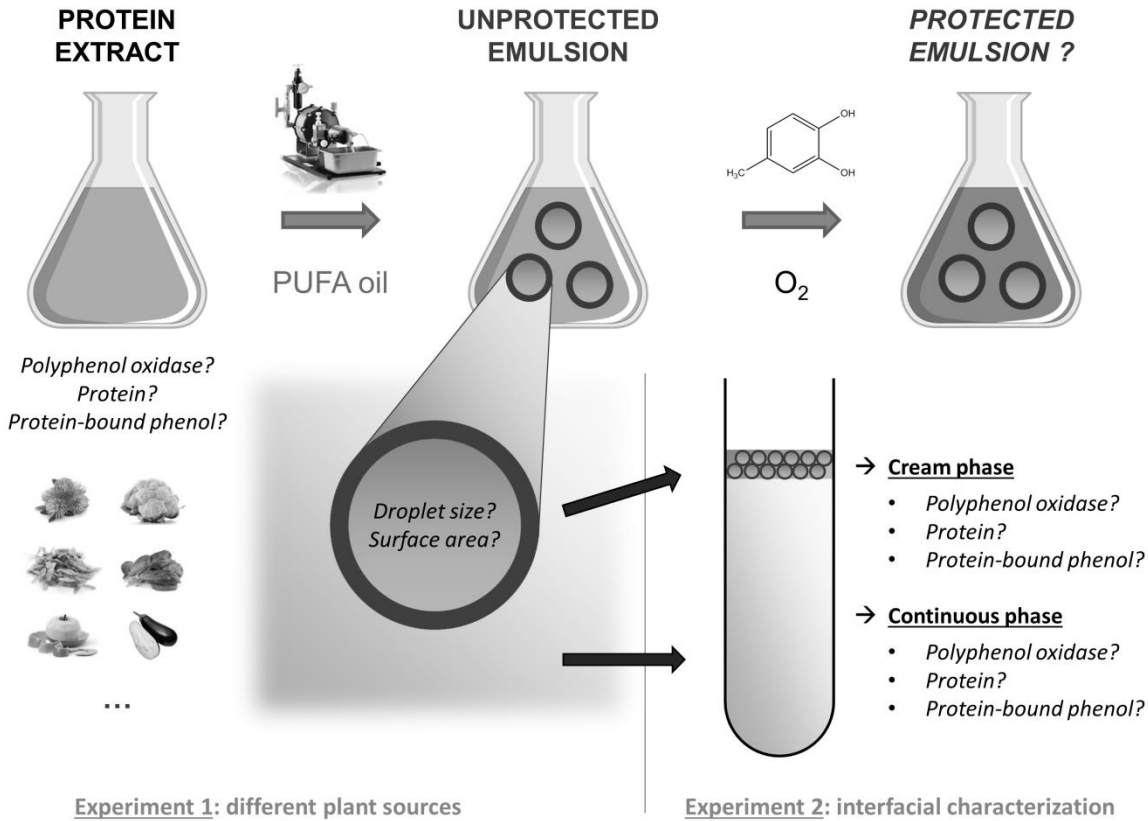 PROTEIN
EXTRACT
UNPROTECTED
EMULSION
PROTECTED
EMULSION ?
PUFA oil
OH
OH
H₃C
O₂
Polyphenol oxidase?
Protein?
Protein-bound phenol?
...
Droplet size?
Surface area?
→ Cream phase
• Polyphenol oxidase?
• Protein?
• Protein-bound phenol?
→ Continuous phase
• Polyphenol oxidase?
• Protein?
• Protein-bound phenol?
Experiment 1: different plant sources
Experiment 2: interfacial characterization